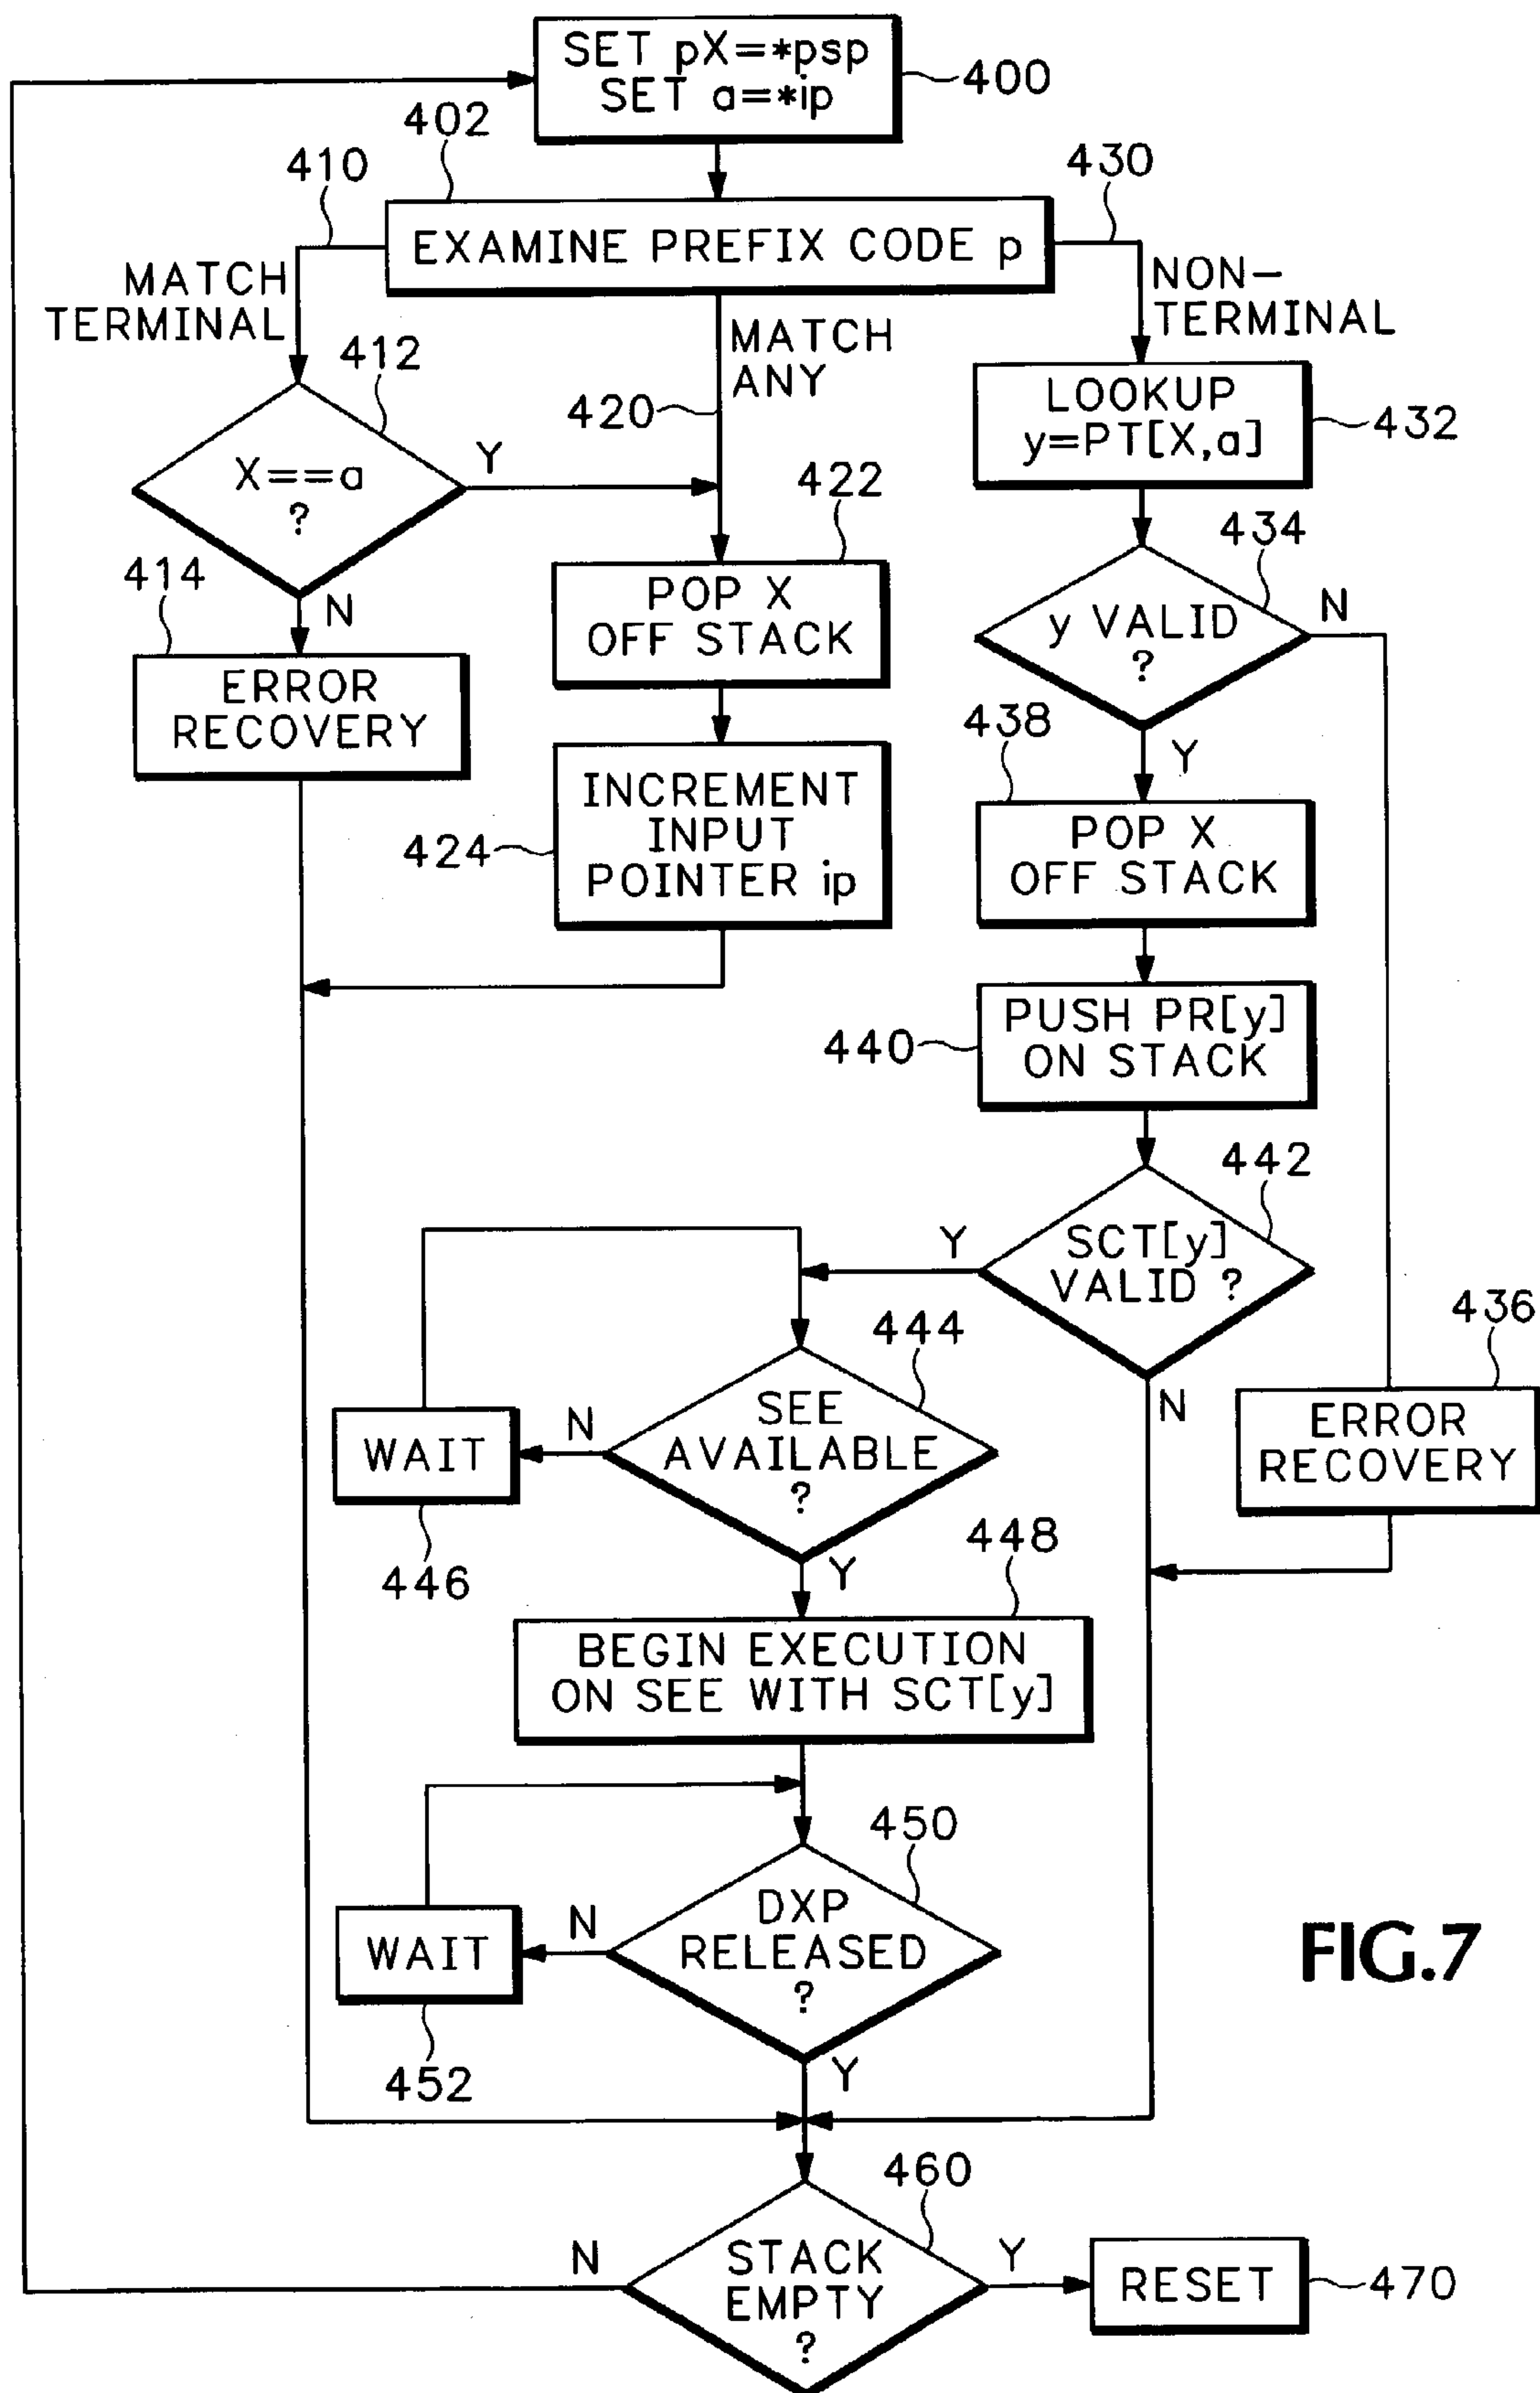 SET pX=*psp
SET a=*ip
400
402
410
430
EXAMINE PREFIX CODE p
MATCH
TERMINAL
NON-
TERMINAL
MATCH
ANY
412
420
LOOKUP
y=PT[X,a]
432
X==a
?
Y
422
434
414
N
POP X
OFF STACK
y VALID
?
N
ERROR
RECOVERY
438
Y
INCREMENT
INPUT
POINTER ip
424
POP X
OFF STACK
PUSH PR[y]
ON STACK
440
442
Y
SCT[y]
VALID ?
436
444
N
SEE
AVAILABLE
?
N
WAIT
ERROR
RECOVERY
446
448
Y
BEGIN EXECUTION
ON SEE WITH SCT[y]
450
DXP
RELEASED
?
N
WAIT
FIG.7
452
Y
460
N
STACK
EMPTY
?
Y
RESET
470